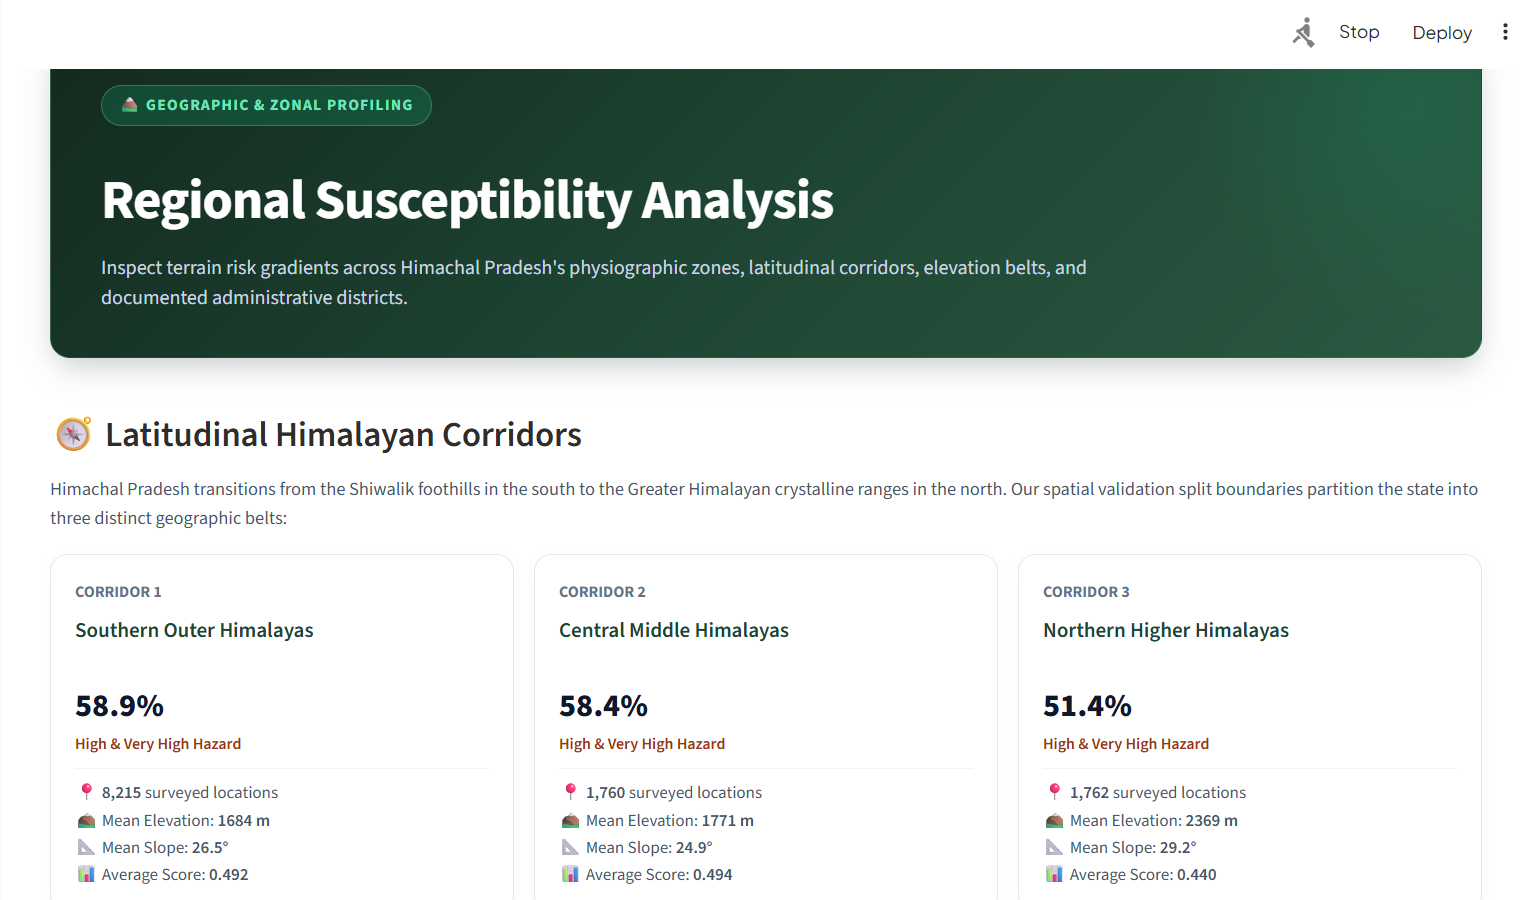 Stop Deploy
GEOGRAPHIC & ZONAL PROFILING
Regional Susceptibility Analysis
Inspect terrain risk gradients across Himachal Pradesh's physiographic zones, latitudinal corridors, elevation belts, and
documented administrative districts.
Latitudinal Himalayan Corridors
Himachal Pradesh transitions from the Shiwalik foothills in the south to the Greater Himalayan crystalline ranges in the north. Our spatial validation split boundaries partition the state into
three distinct geographic belts:
CORRIDOR 1
Southern Outer Himalayas
58.9%
High & Very High Hazard
8,215 surveyed locations
Mean Elevation: 1684 m
Mean Slope: 26.5°
Average Score: 0.492
CORRIDOR 2
Central Middle Himalayas
58.4%
High & Very High Hazard
1,760 surveyed locations
Mean Elevation: 1771 m
Mean Slope: 24.9°
Average Score: 0.494
CORRIDOR 3
Northern Higher Himalayas
51.4%
High & Very High Hazard
1,762 surveyed locations
Mean Elevation: 2369 m
Mean Slope: 29.2°
Average Score: 0.440